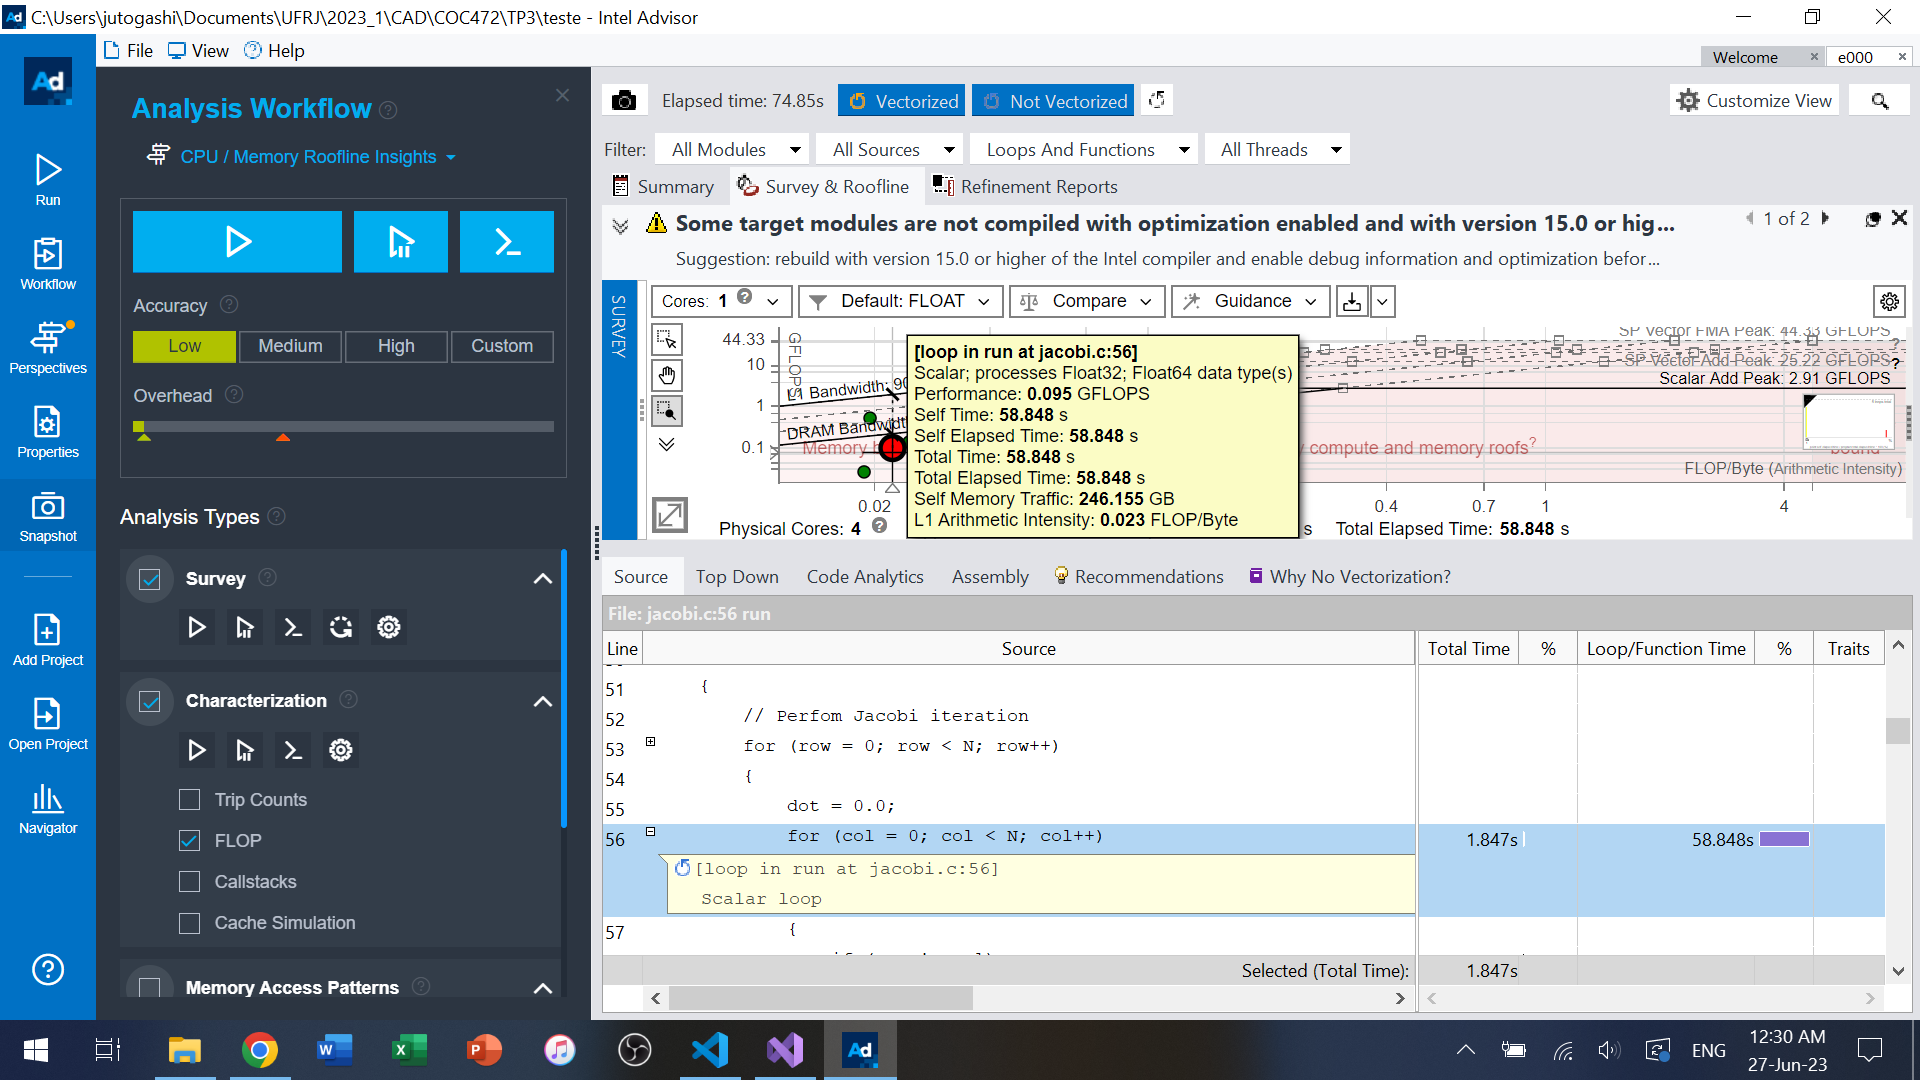 C:\Users\jutogashi\Documents\UFRJ\2023_1\CAD\COC472\TP3\teste - Intel Advisor
File View Help
Welcome × e000 ×
Ad
Run
Workflow
Perspectives
Properties
Snapshot
Add Project
Open Project
Navigator
Analysis Workflow
CPU / Memory Roofline Insights
Accuracy
Low Medium High Custom
Overhead
Analysis Types
Survey
Characterization
Trip Counts
FLOP
Callstacks
Cache Simulation
Memory Access Patterns
Elapsed time: 74.85s Vectorized Not Vectorized Customize View
Filter: All Modules All Sources Loops And Functions All Threads
Summary Survey & Roofline Refinement Reports
Some target modules are not compiled with optimization enabled and with version 15.0 or hig... 1 of 2
Suggestion: rebuild with version 15.0 or higher of the Intel compiler and enable debug information and optimization befor...
SURVEY
Cores: 1 Default: FLOAT Compare Guidance
44.33
10
1
0.1
GFLOPS
L1 Bandwidth: 90
DRAM Bandwidth
SP Vector FMA Peak: 44.33 GFLOPS
SP Vector Add Peak: 25.22 GFLOPS
Scalar Add Peak: 2.91 GFLOPS
compute and memory roofs?
bound
FLOP/Byte (Arithmetic Intensity)
0.02 0.4 0.7 1 4
[loop in run at jacobi.c:56]
Scalar; processes Float32; Float64 data type(s)
Performance: 0.095 GFLOPS
Self Time: 58.848 s
Self Elapsed Time: 58.848 s
Total Time: 58.848 s
Total Elapsed Time: 58.848 s
Self Memory Traffic: 246.155 GB
L1 Arithmetic Intensity: 0.023 FLOP/Byte
Physical Cores: 4 s Total Elapsed Time: 58.848 s
Source Top Down Code Analytics Assembly Recommendations Why No Vectorization?
File: jacobi.c:56 run
Line Source Total Time % Loop/Function Time % Traits
51 {
52 // Perfom Jacobi iteration
53 for (row = 0; row < N; row++)
54 {
55 dot = 0.0;
56 for (col = 0; col < N; col++) 1.847s 58.848s
[loop in run at jacobi.c:56]
Scalar loop
57 {
Selected (Total Time): 1.847s
ENG
12:30 AM
27-Jun-23